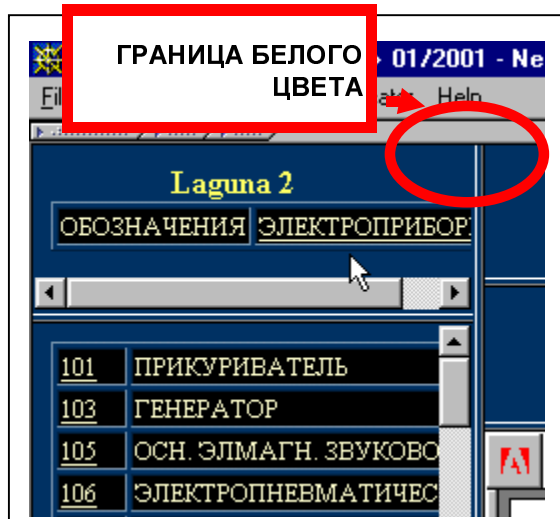 ГРАНИЦА БЕЛОГО
ЦВЕТА
01/2001 - Ne
Help
Laguna 2
ОБОЗНАЧЕНИЯ ЭЛЕКТРОПРИБОР
101 ПРИКУРИВАТЕЛЬ
103 ГЕНЕРАТОР
105 ОСН. ЭЛМАГН. ЗВУКОВО
106 ЭЛЕКТРОПНЕВМАТИЧЕС